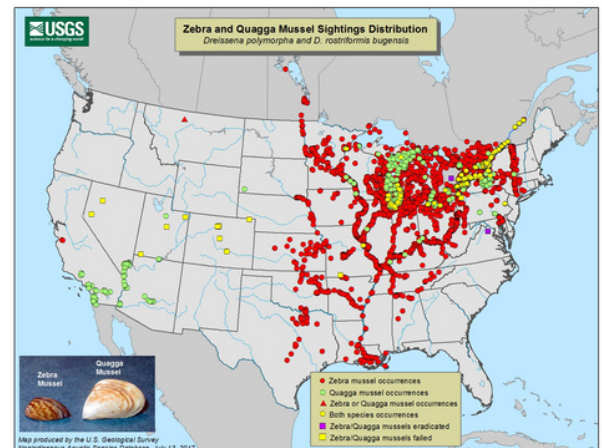 USGS
science for a changing world
Zebra and Quagga Mussel Sightings Distribution
Dreissena polymorpha and D. rostriformis bugensis
Quagga
Mussel
Zebra
Mussel
Zebra mussel occurrences
Quagga mussel occurrences
Zebra or Quagga mussel occurrences
Both species occurrences
Zebra/Quagga mussels eradicated
Zebra/Quagga mussels failed
Map produced by the U.S. Geological Survey